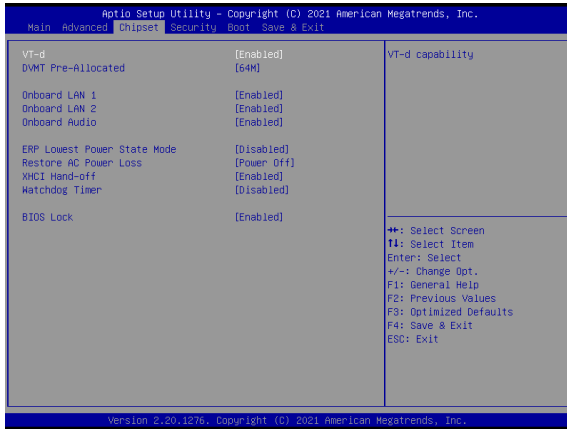 Aptio Setup Utility – Copyright (C) 2021 American Megatrends, Inc.
Main Advanced Chipset Security Boot Save & Exit
VT-d [Enabled] VT-d capability
DVMT Pre-Allocated [64M]
Onboard LAN 1 [Enabled]
Onboard LAN 2 [Enabled]
Onboard Audio [Enabled]
ERP Lowest Power State Mode [Disabled]
Restore AC Power Loss [Power Off]
XHCI Hand-off [Enabled]
Watchdog Timer [Disabled]
BIOS Lock [Enabled]
→←: Select Screen
↑↓: Select Item
Enter: Select
+/-: Change Opt.
F1: General Help
F2: Previous Values
F3: Optimized Defaults
F4: Save & Exit
ESC: Exit
Version 2.20.1276. Copyright (C) 2021 American Megatrends, Inc.